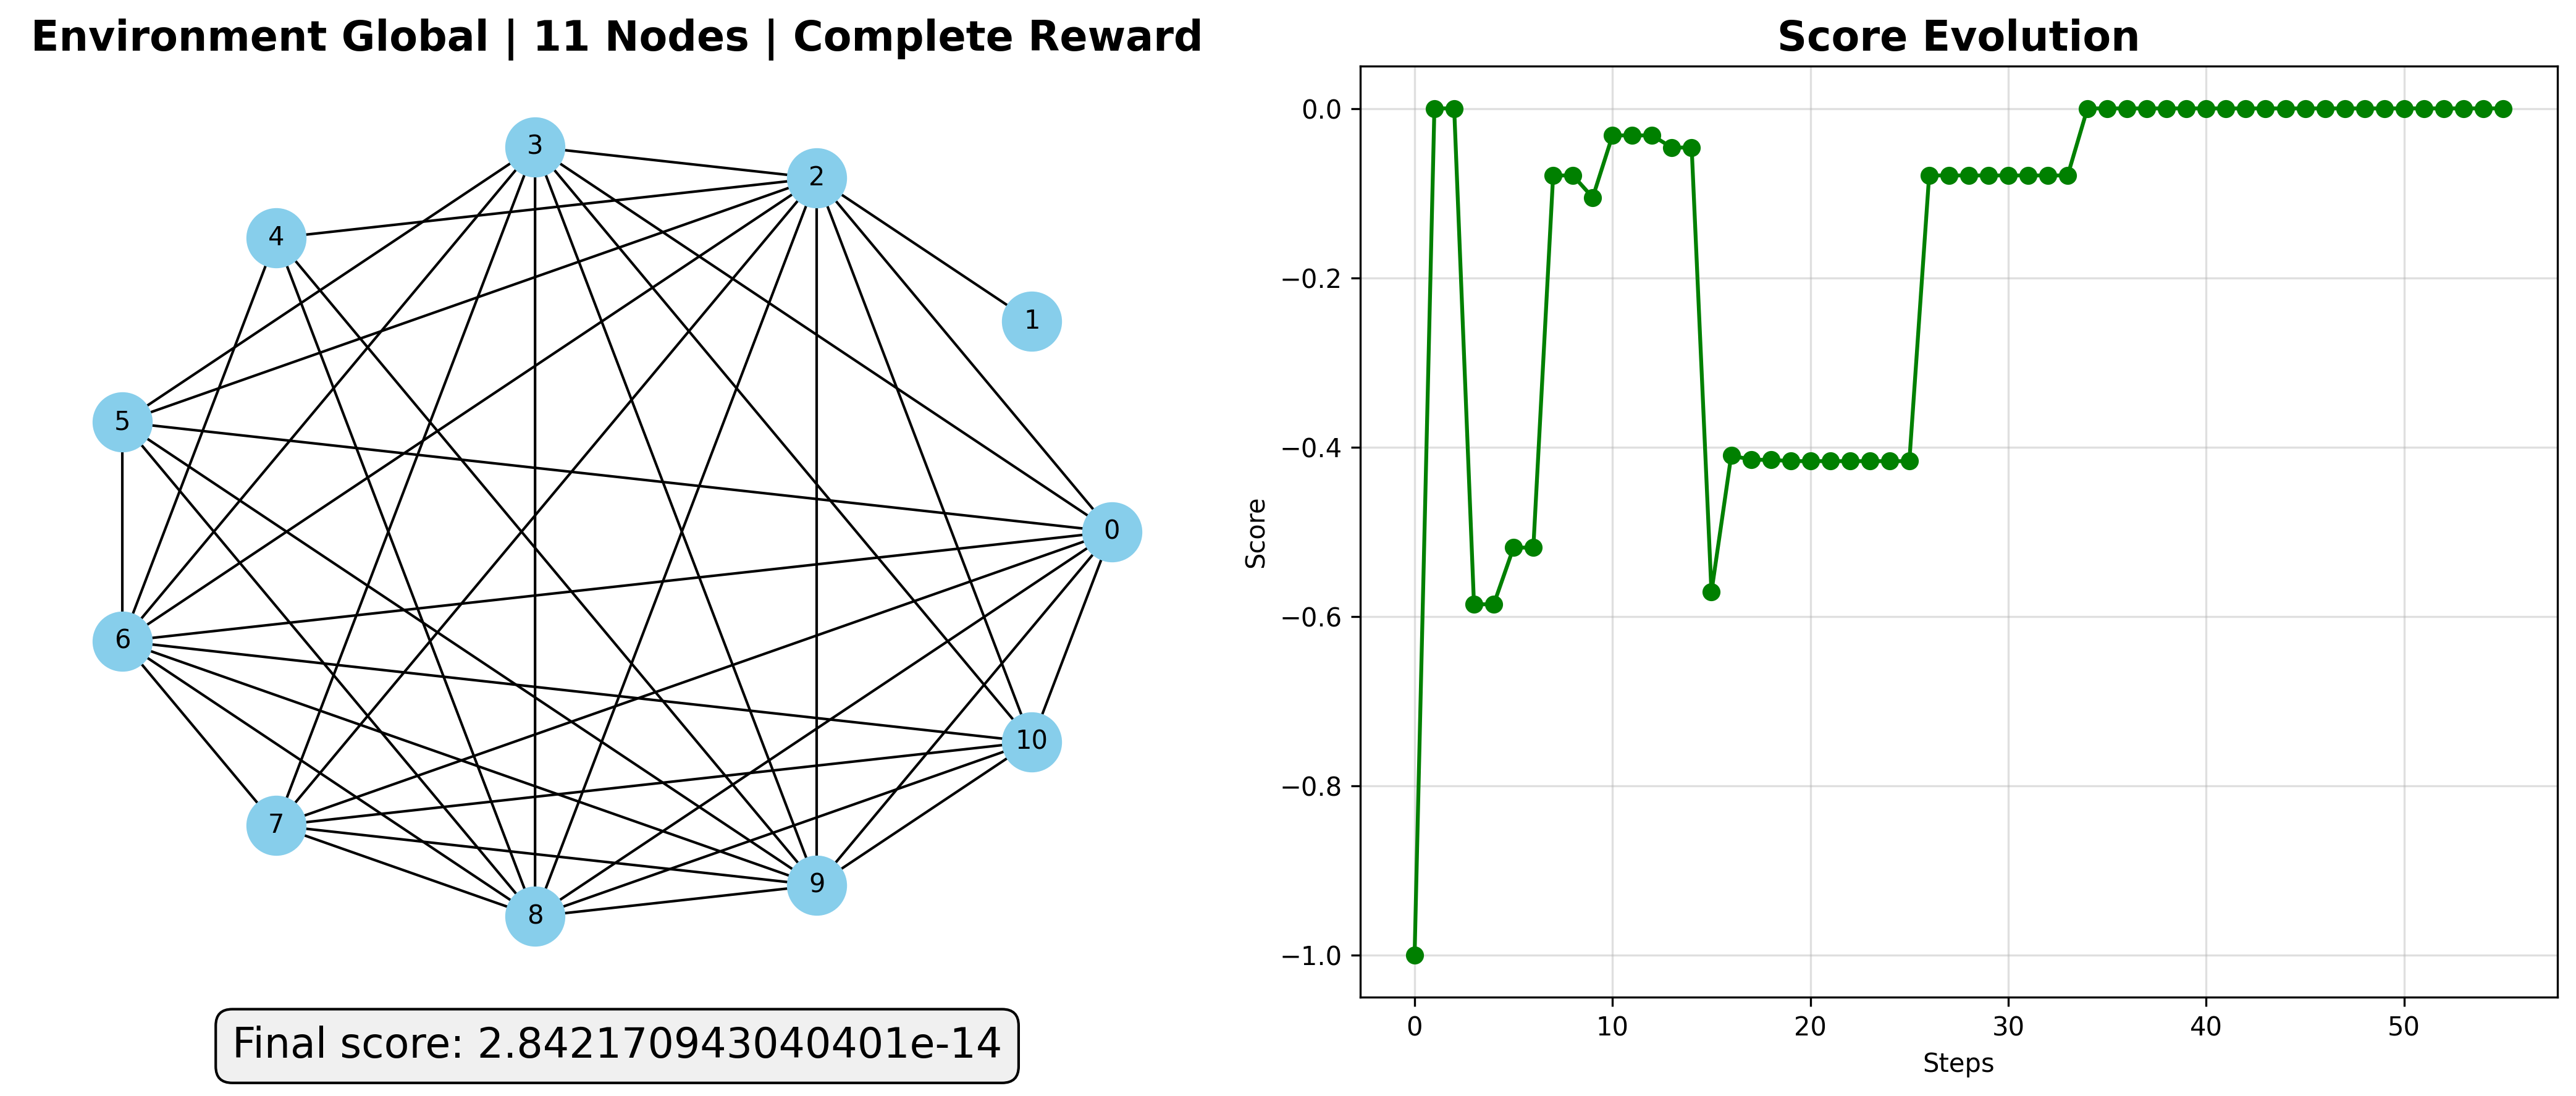 Environment Global | 11 Nodes | Complete Reward
3
2
4
1
5
0
6
10
7
9
8
Final score: 2.8421709430404401e-14
Score Evolution
0.0
−0.2
−0.4
−0.6
−0.8
−1.0
Score
0 10 20 30 40 50
Steps